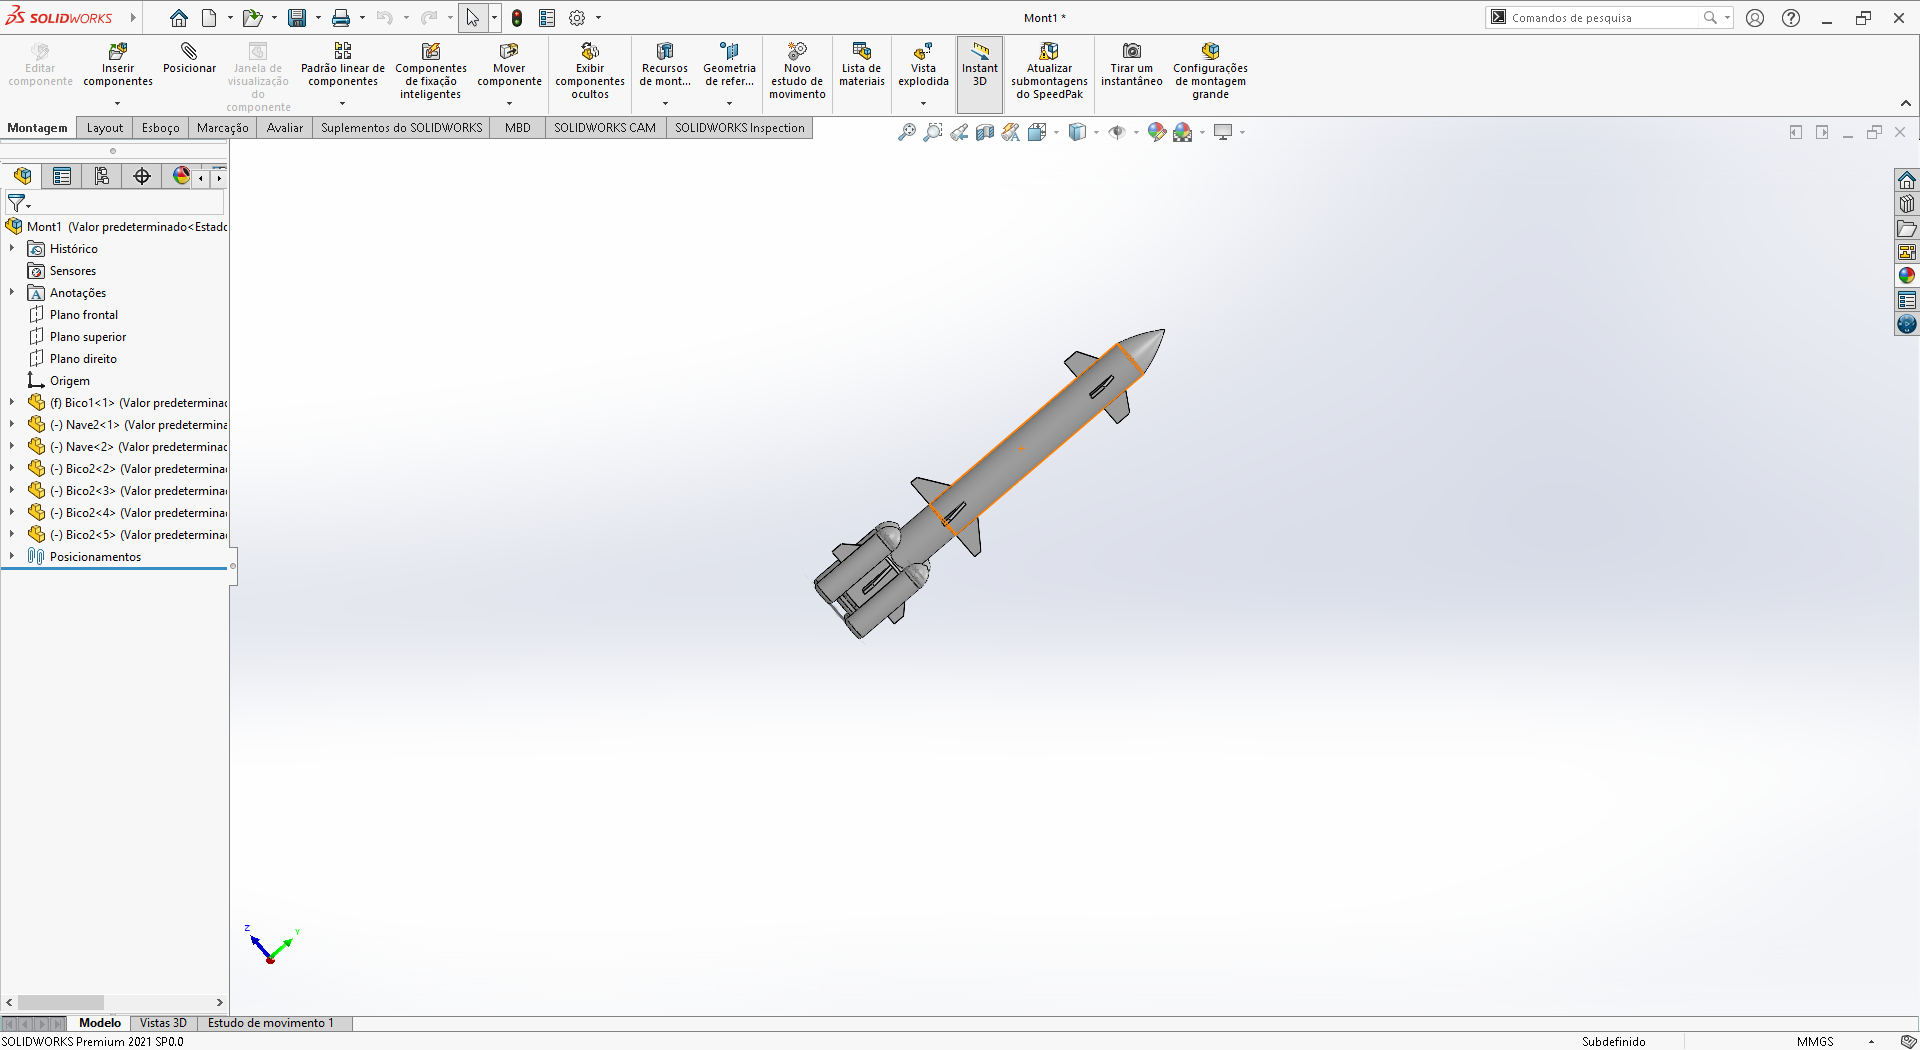 SOLIDWORKS
Mont1 *
Comandos de pesquisa
Editar
componente
Inserir
componentes
Posicionar
Janela de
visualização
do
componente
Padrão linear de
componentes
Componentes
de fixação
inteligentes
Mover
componente
Exibir
componentes
ocultos
Recursos
de mont...
Geometria
de refer...
Novo
estudo de
movimento
Lista de
materiais
Vista
explodida
Instant
3D
Atualizar
submontagens
do SpeedPak
Tirar um
instantâneo
Configurações
de montagem
grande
Montagem Layout Esboço Marcação Avaliar Suplementos do SOLIDWORKS MBD SOLIDWORKS CAM SOLIDWORKS Inspection
Mont1 (Valor predeterminado<Estado
Histórico
Sensores
Anotações
Plano frontal
Plano superior
Plano direito
Origem
(f) Bico1<1> (Valor predetermina
(-) Nave2<1> (Valor predetermina
(-) Nave<2> (Valor predetermina
(-) Bico2<2> (Valor predetermina
(-) Bico2<3> (Valor predetermina
(-) Bico2<4> (Valor predetermina
(-) Bico2<5> (Valor predetermina
Posicionamentos
Z
Y
Modelo Vistas 3D Estudo de movimento 1
SOLIDWORKS Premium 2021 SP0.0
Subdefinido
MMGS